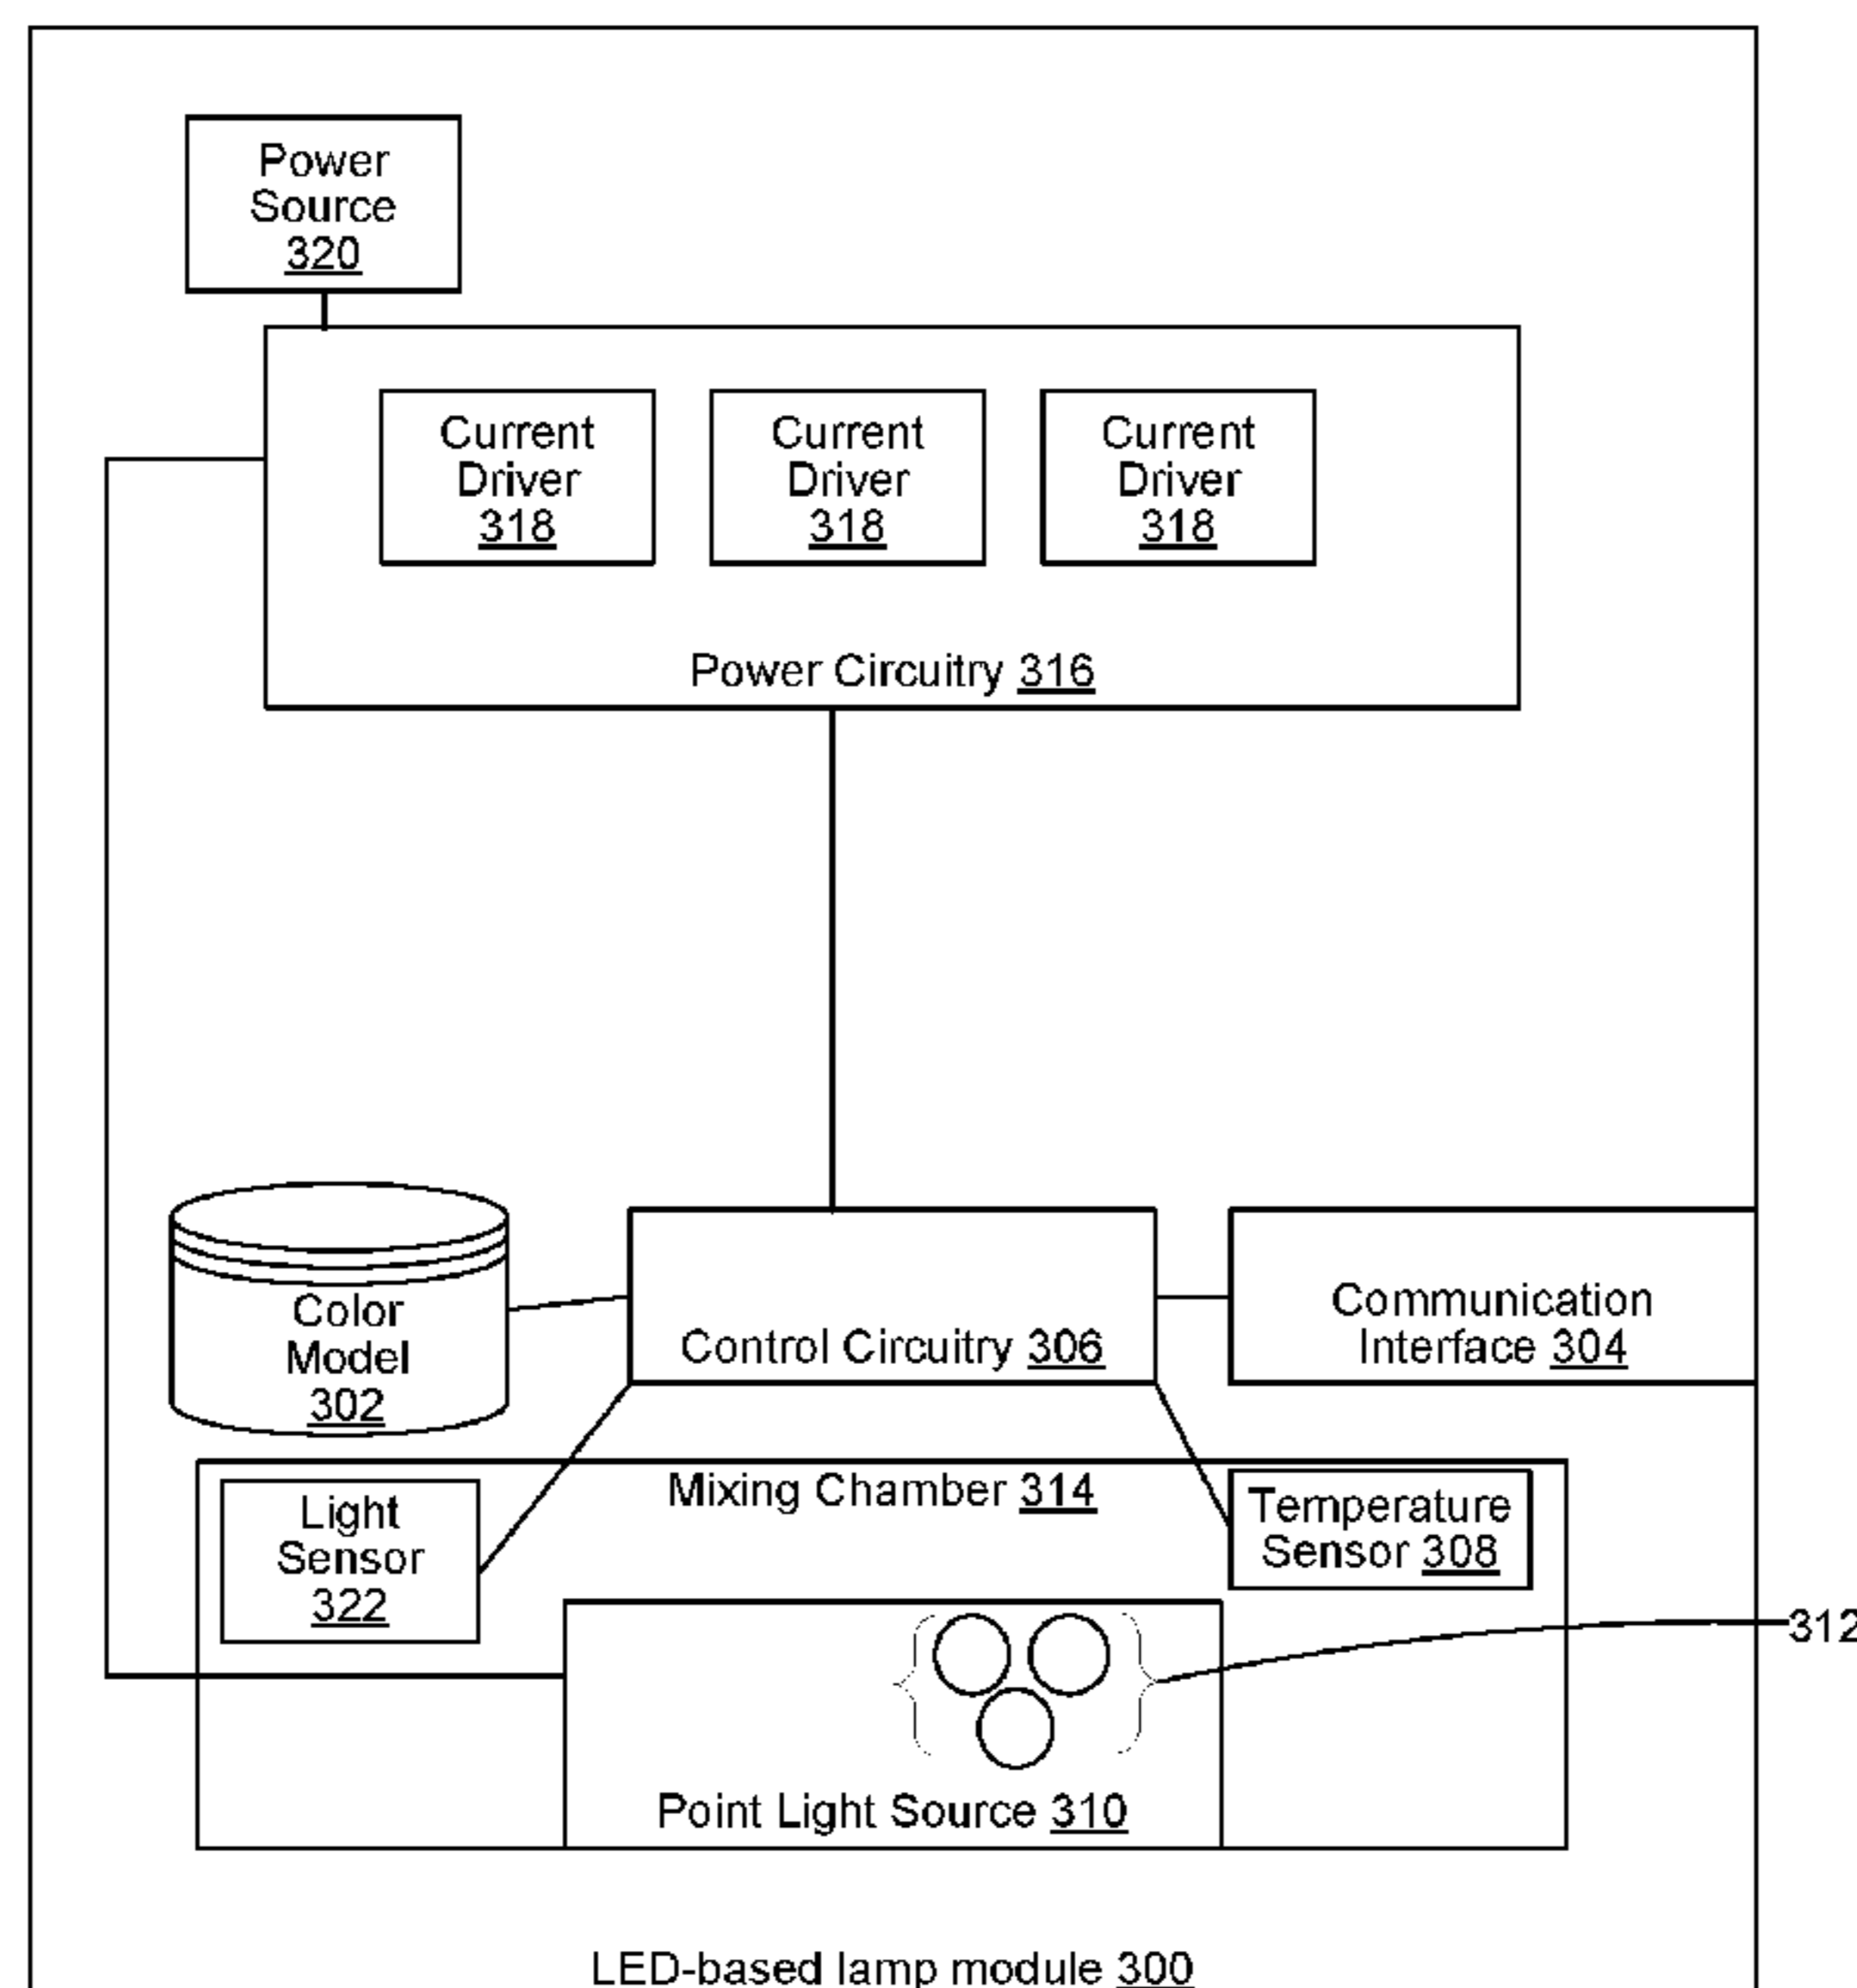 Power
Source
320
Current
Driver
318
Current
Driver
318
Current
Driver
318
Power Circuitry 316
Color
Model
302
Control Circuitry 306
Communication
Interface 304
Mixing Chamber 314
Light
Sensor
322
Temperature
Sensor 308
312
Point Light Source 310
LED-based lamp module 300